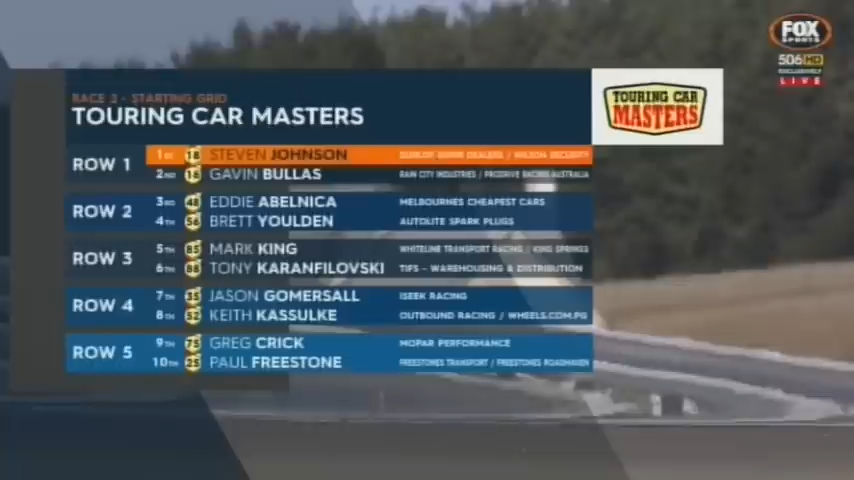 FOX
SPORTS
506 HD
EXCLUSIVELY
LIVE
RACE 3 - STARTING GRID
TOURING CAR MASTERS
TOURING CAR
MASTERS
ROW 1
1ST 18 STEVEN JOHNSON
2ND 16 GAVIN BULLAS RAIN CITY INDUSTRIES / PRODRIVE RACING AUSTRALIA
ROW 2
3RD 48 EDDIE ABELNICA MELBOURNES CHEAPEST CARS
4TH 56 BRETT YOULDEN AUTOLITE SPARK PLUGS
ROW 3
5TH 85 MARK KING WHITELINE TRANSPORT RACING / KING SPRINGS
6TH 88 TONY KARANFILOVSKI TIFS - WAREHOUSING & DISTRIBUTION
ROW 4
7TH 35 JASON GOMERSALL ISEEK RACING
8TH 52 KEITH KASSULKE OUTBOUND RACING / WHEELS.COM.PG
ROW 5
9TH 75 GREG CRICK MOPAR PERFORMANCE
10TH 25 PAUL FREESTONE FREESTONES TRANSPORT / FREESTONES